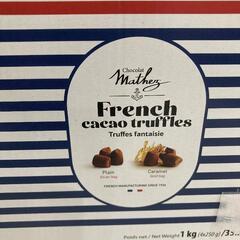 Chocolat
Mathez
French
cacao truffles
Truffes fantaisie
Plain
Caramel
FRENCH MANUFACTURING SINCE 1934
Poids net / Net Weight 1 kg (4x250 g)